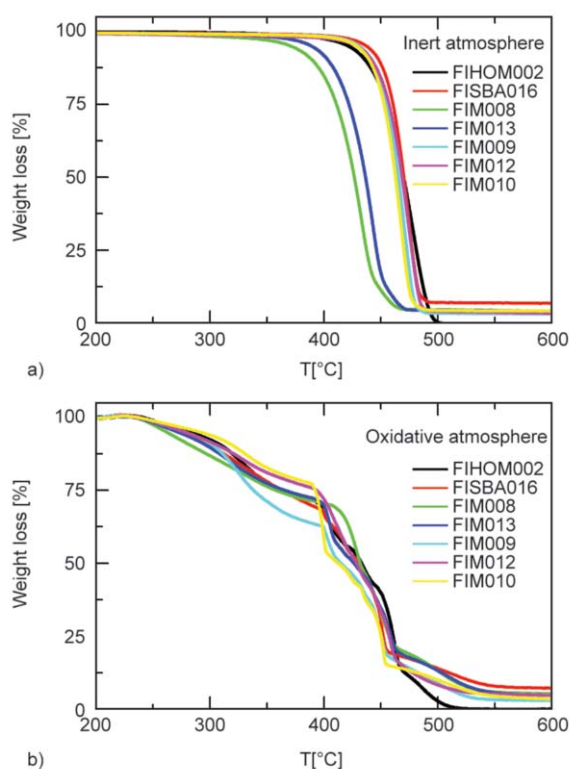 100
Inert atmosphere
FIHOM002
FISBA016
FIM008
FIM013
FIM009
FIM012
FIM010
75
50
25
0
Weight loss [%]
200 300 400 500 600
T[°C]
a)
100
Oxidative atmosphere
FIHOM002
FISBA016
FIM008
FIM013
FIM009
FIM012
FIM010
75
50
25
0
Weight loss [%]
200 300 400 500 600
T[°C]
b)